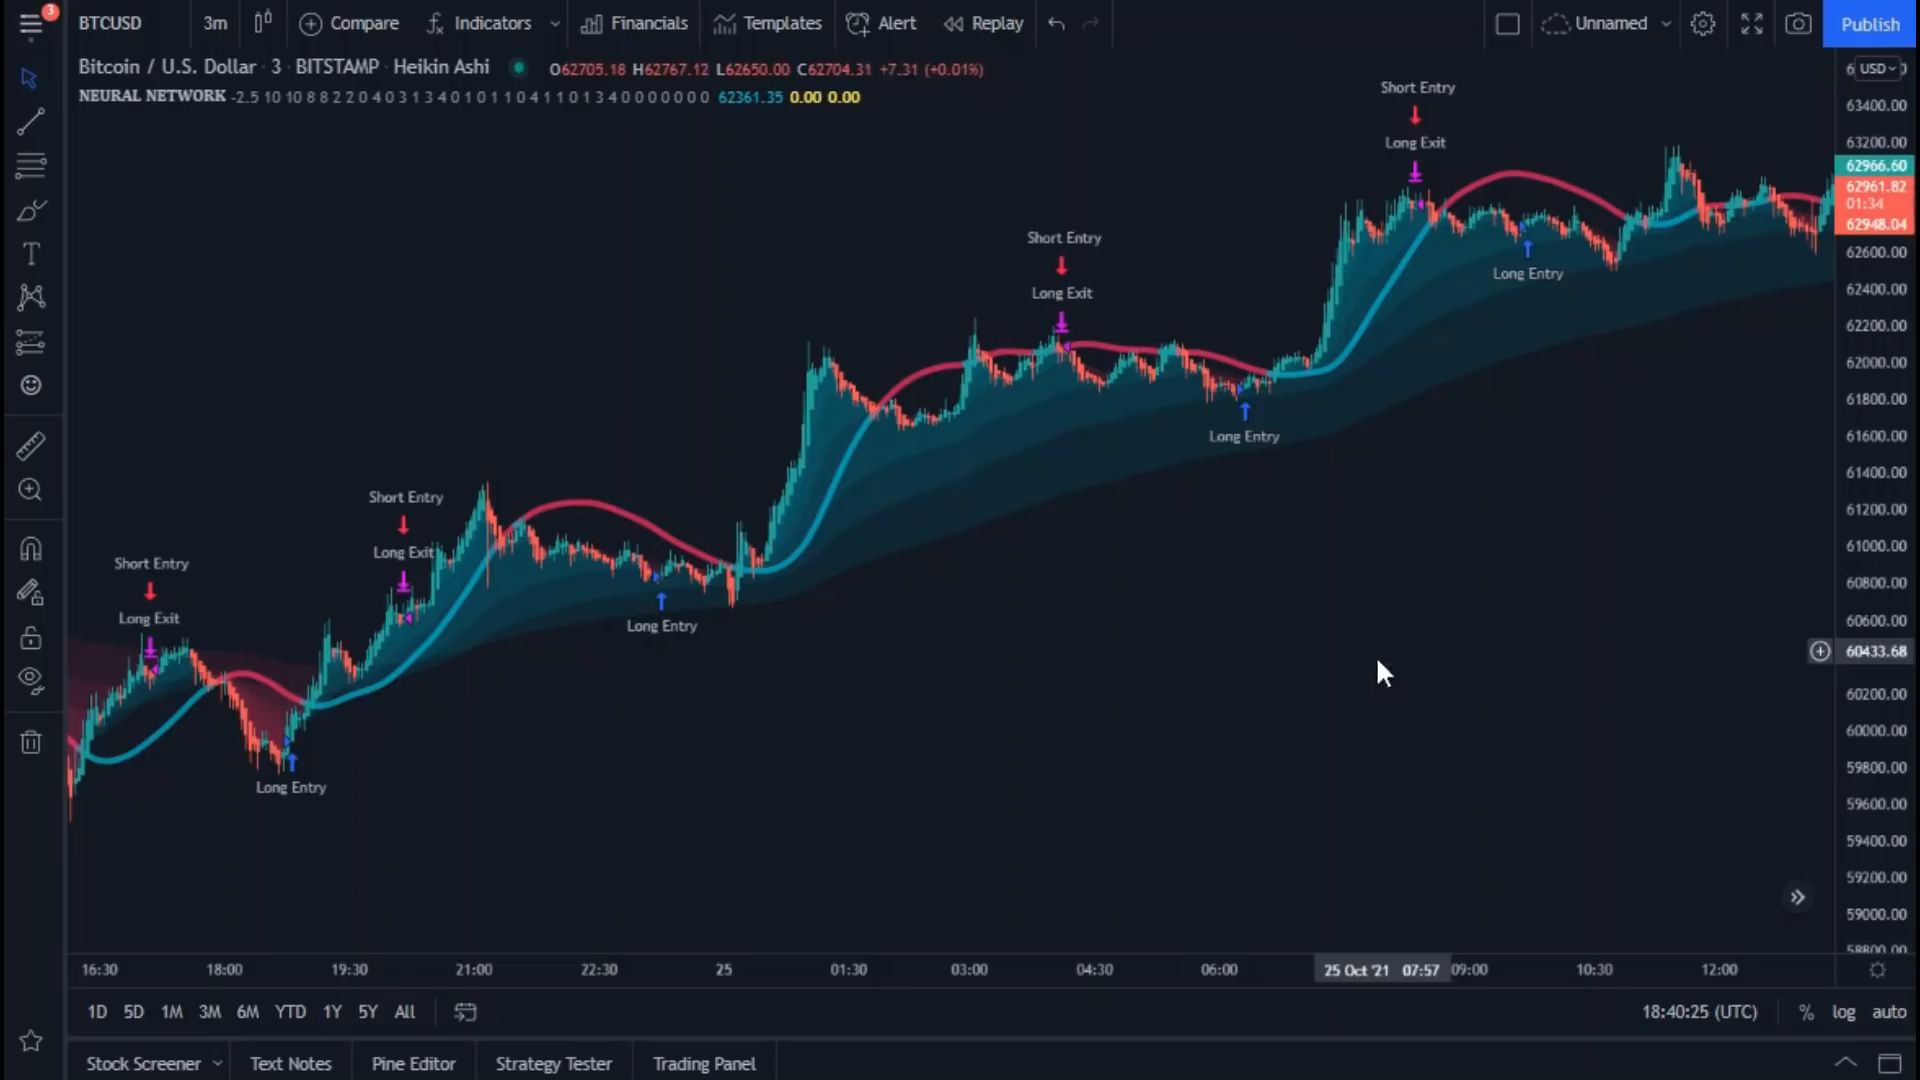 3
BTCUSD 3m Compare Indicators Financials Templates Alert Replay Unnamed Publish
Bitcoin / U.S. Dollar · 3 · BITSTAMP · Heikin Ashi O62705.18 H62767.12 L62650.00 C62704.31 +7.31 (+0.01%)
NEURAL NETWORK -2.5 10 10 8 8 2 2 0 4 0 3 1 3 4 0 1 0 1 1 0 4 1 1 0 1 3 4 0 0 0 0 0 0 0 62361.35 0.00 0.00
USD
63400.00
63200.00
62966.60
62961.82
01:34
62948.04
62600.00
62400.00
62200.00
62000.00
61800.00
61600.00
61400.00
61200.00
61000.00
60800.00
60600.00
60433.68
60200.00
60000.00
59800.00
59600.00
59400.00
59200.00
59000.00
58800.00
Short Entry
Long Exit
Long Entry
Short Entry
Long Exit
Long Entry
Short Entry
Long Exit
Long Entry
Short Entry
Long Exit
Long Entry
16:30 18:00 19:30 21:00 22:30 25 01:30 03:00 04:30 06:00 25 Oct '21 07:57 09:00 10:30 12:00
1D 5D 1M 3M 6M YTD 1Y 5Y All 18:40:25 (UTC) % log auto
Stock Screener Text Notes Pine Editor Strategy Tester Trading Panel